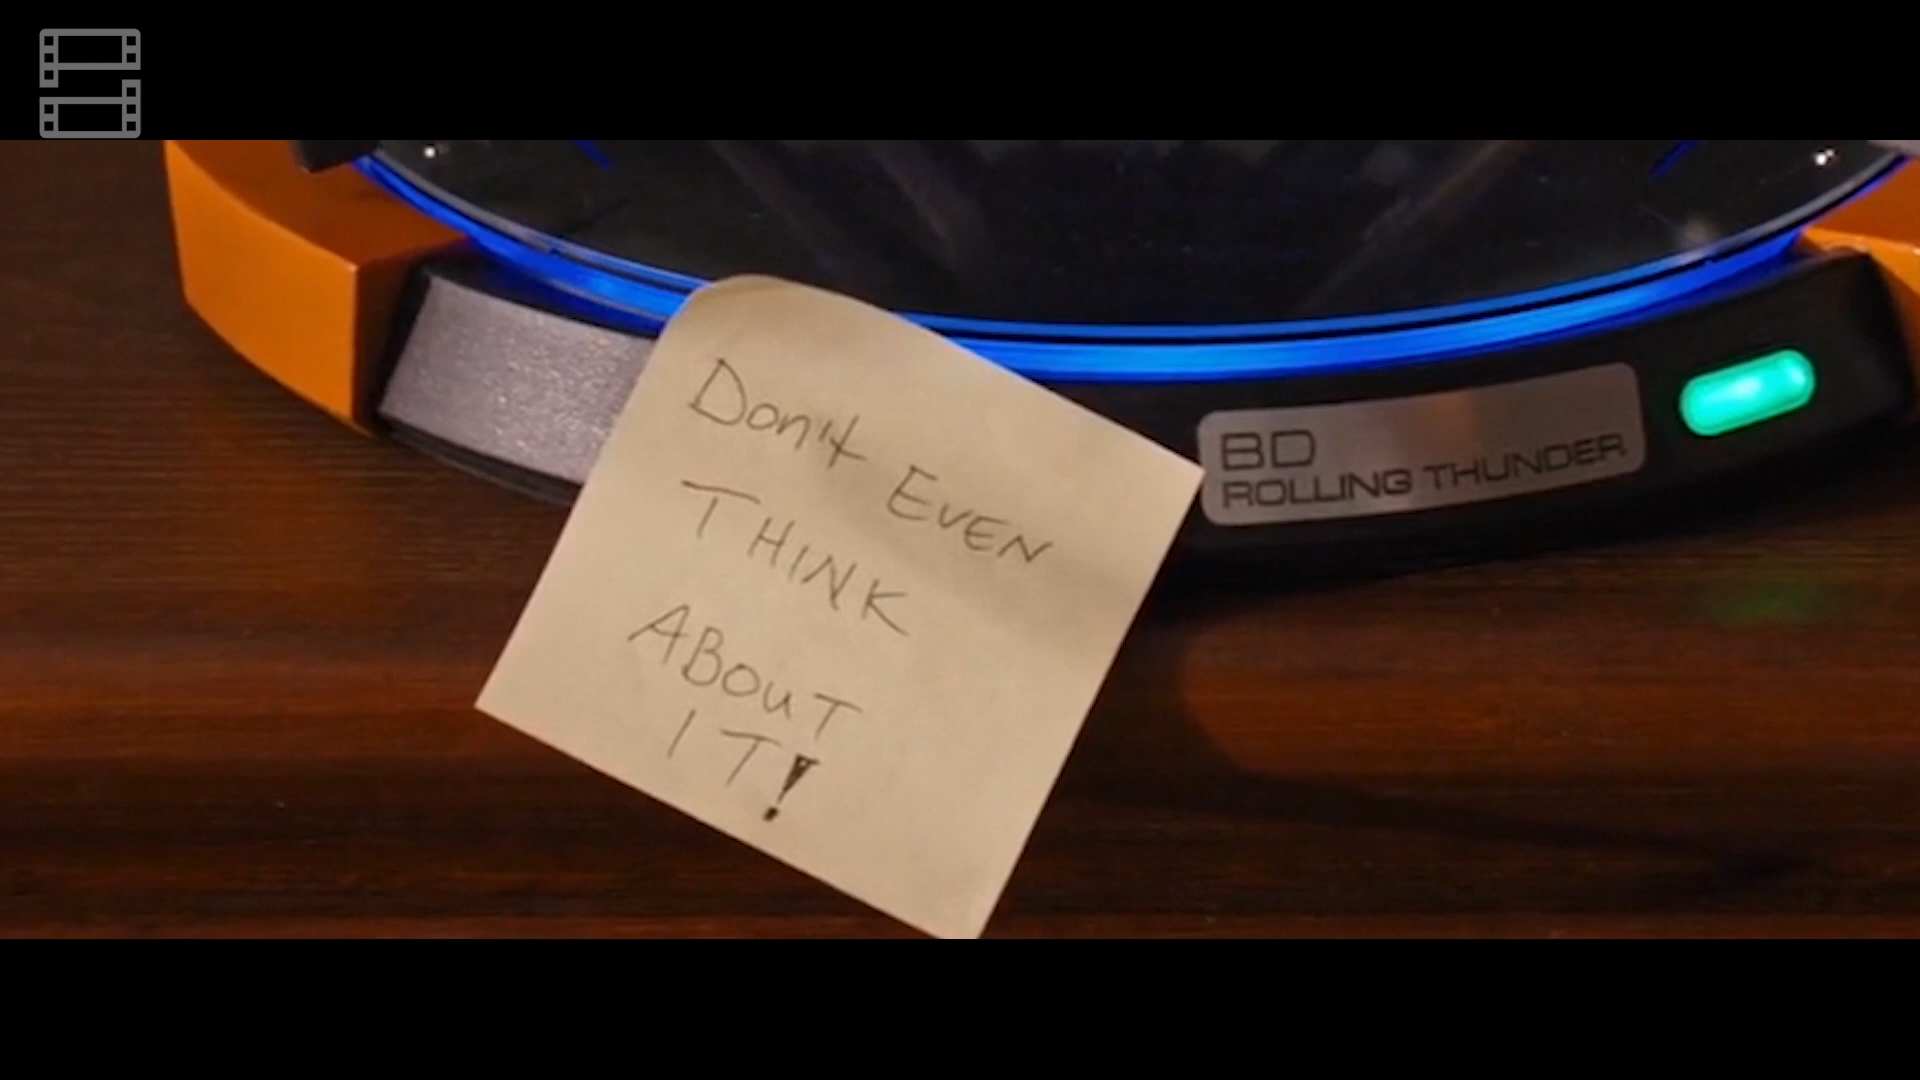 Don't EVEN
THINK
ABOuT
IT!
BD
ROLLING THUNDER